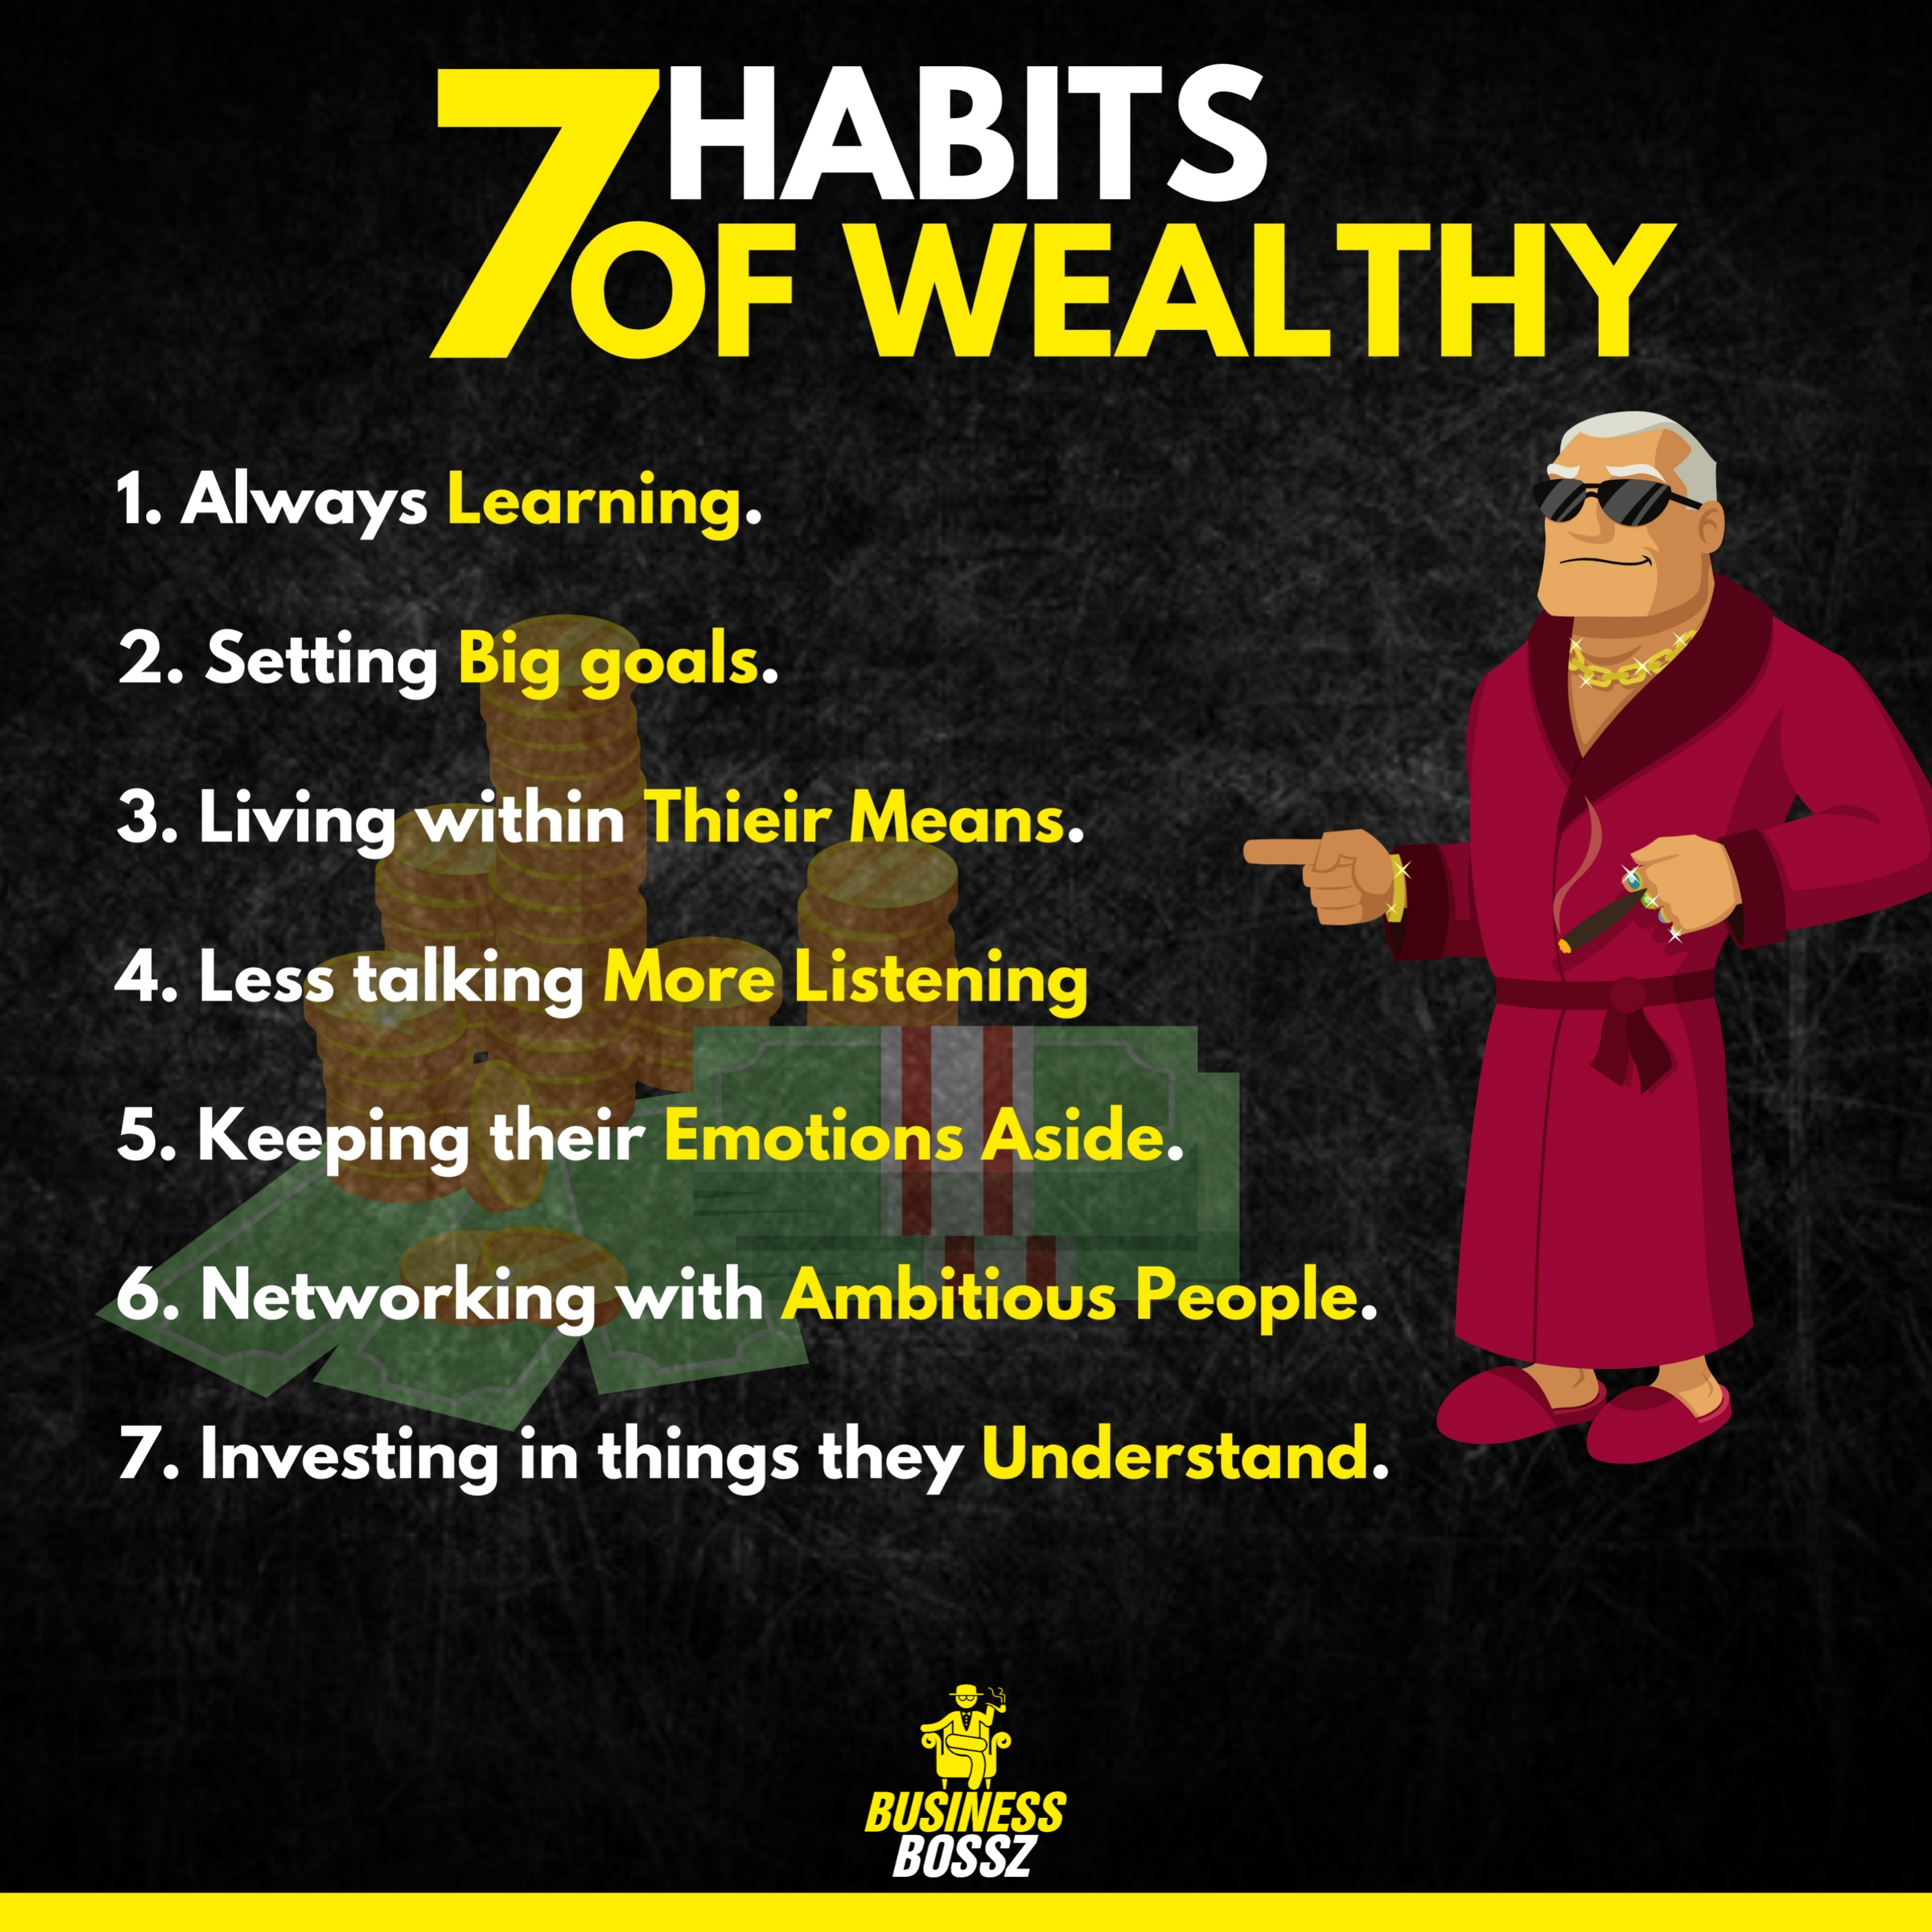 7 HABITS
OF WEALTHY
1. Always Learning.
2. Setting Big goals.
3. Living within Thieir Means.
4. Less talking More Listening
5. Keeping their Emotions Aside.
6. Networking with Ambitious People.
7. Investing in things they Understand.
BUSINESS
BOSSZ